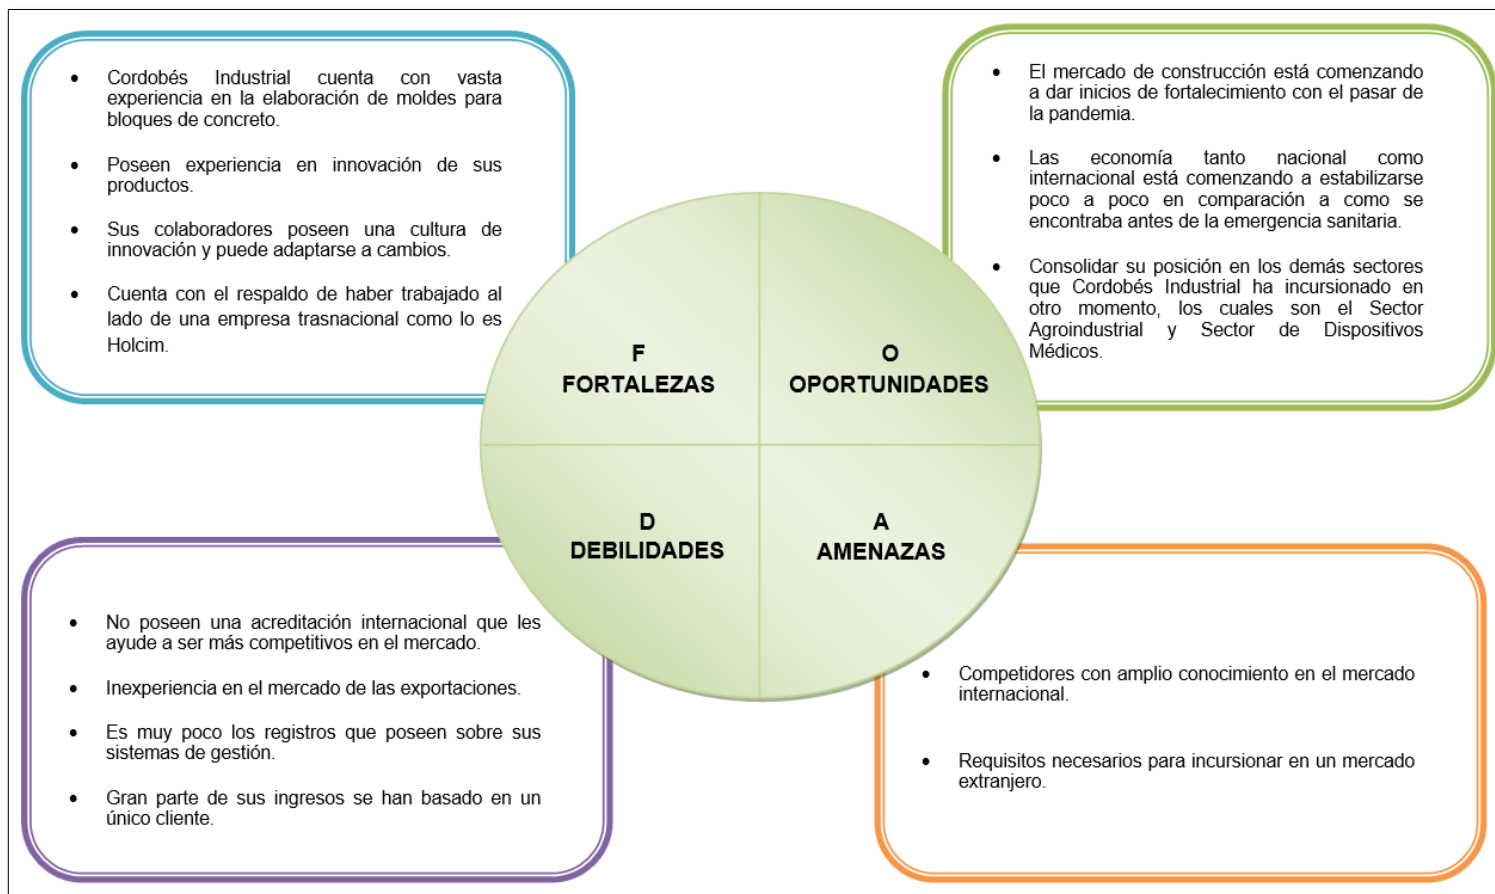 • Cordobés Industrial cuenta con vasta
experiencia en la elaboración de moldes para
bloques de concreto.
• Poseen experiencia en innovación de sus
productos.
• Sus colaboradores poseen una cultura de
innovación y puede adaptarse a cambios.
• Cuenta con el respaldo de haber trabajado al
lado de una empresa trasnacional como lo es
Holcim.
• El mercado de construcción está comenzando
a dar inicios de fortalecimiento con el pasar de
la pandemia.
• Las economía tanto nacional como
internacional está comenzando a estabilizarse
poco a poco en comparación a como se
encontraba antes de la emergencia sanitaria.
• Consolidar su posición en los demás sectores
que Cordobés Industrial ha incursionado en
otro momento, los cuales son el Sector
Agroindustrial y Sector de Dispositivos
Médicos.
F
FORTALEZAS
O
OPORTUNIDADES
D
DEBILIDADES
A
AMENAZAS
• No poseen una acreditación internacional que les
ayude a ser más competitivos en el mercado.
• Inexperiencia en el mercado de las exportaciones.
• Es muy poco los registros que poseen sobre sus
sistemas de gestión.
• Gran parte de sus ingresos se han basado en un
único cliente.
• Competidores con amplio conocimiento en el mercado
internacional.
• Requisitos necesarios para incursionar en un mercado
extranjero.